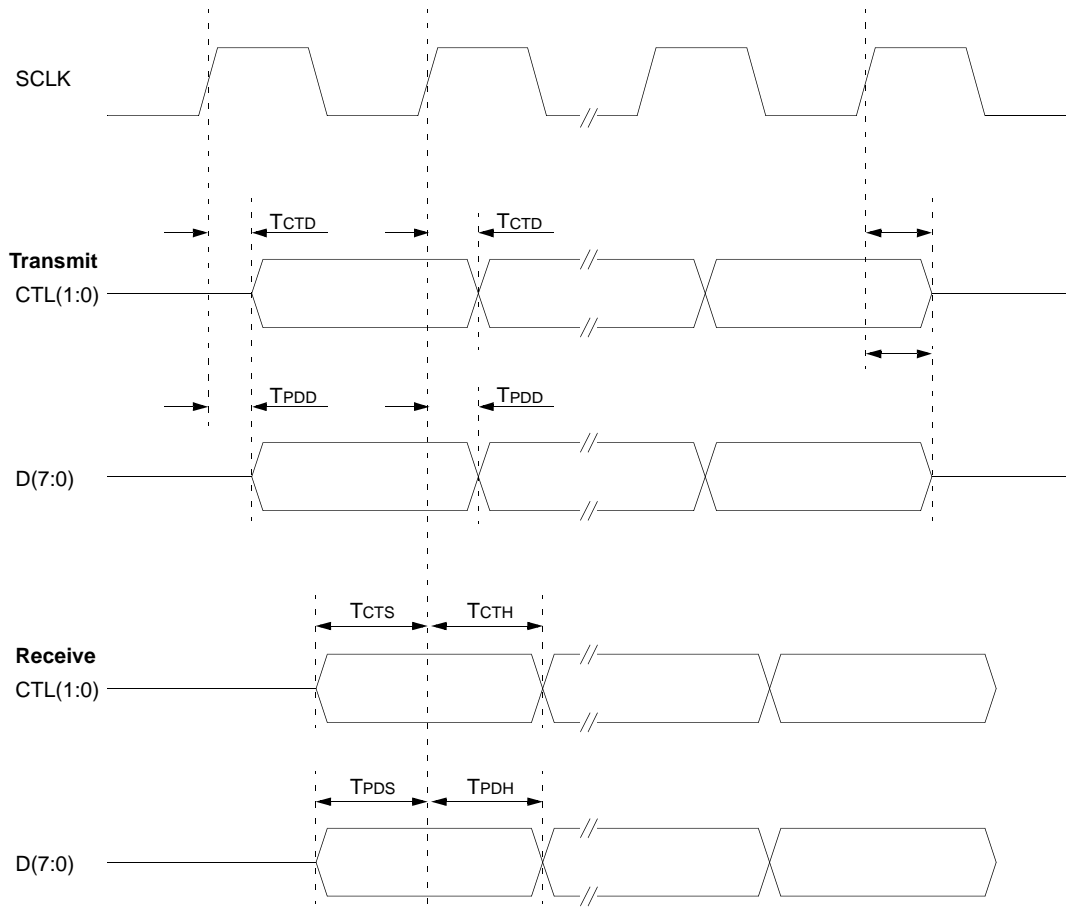 SCLK
TCTD TCTD
Transmit
CTL(1:0)
TPDD TPDD
D(7:0)
TCTS TCTH
Receive
CTL(1:0)
TPDS TPDH
D(7:0)